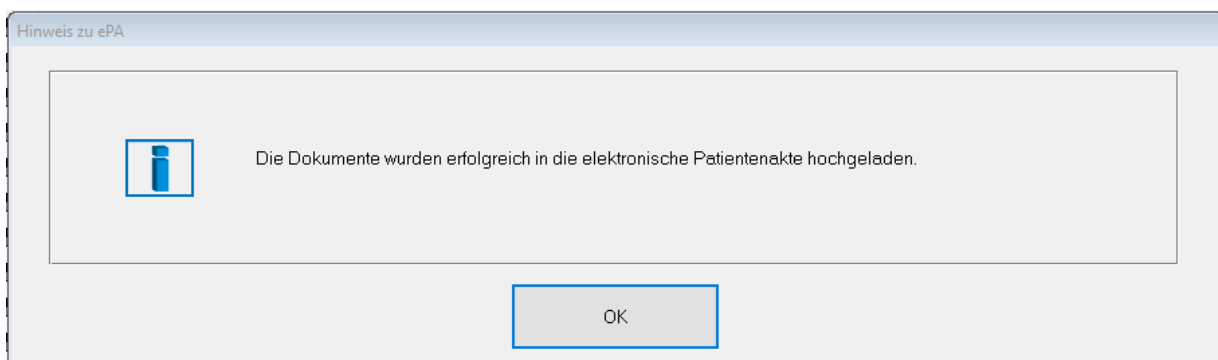 Hinweis zu ePA
Die Dokumente wurden erfolgreich in die elektronische Patientenakte hochgeladen.
OK